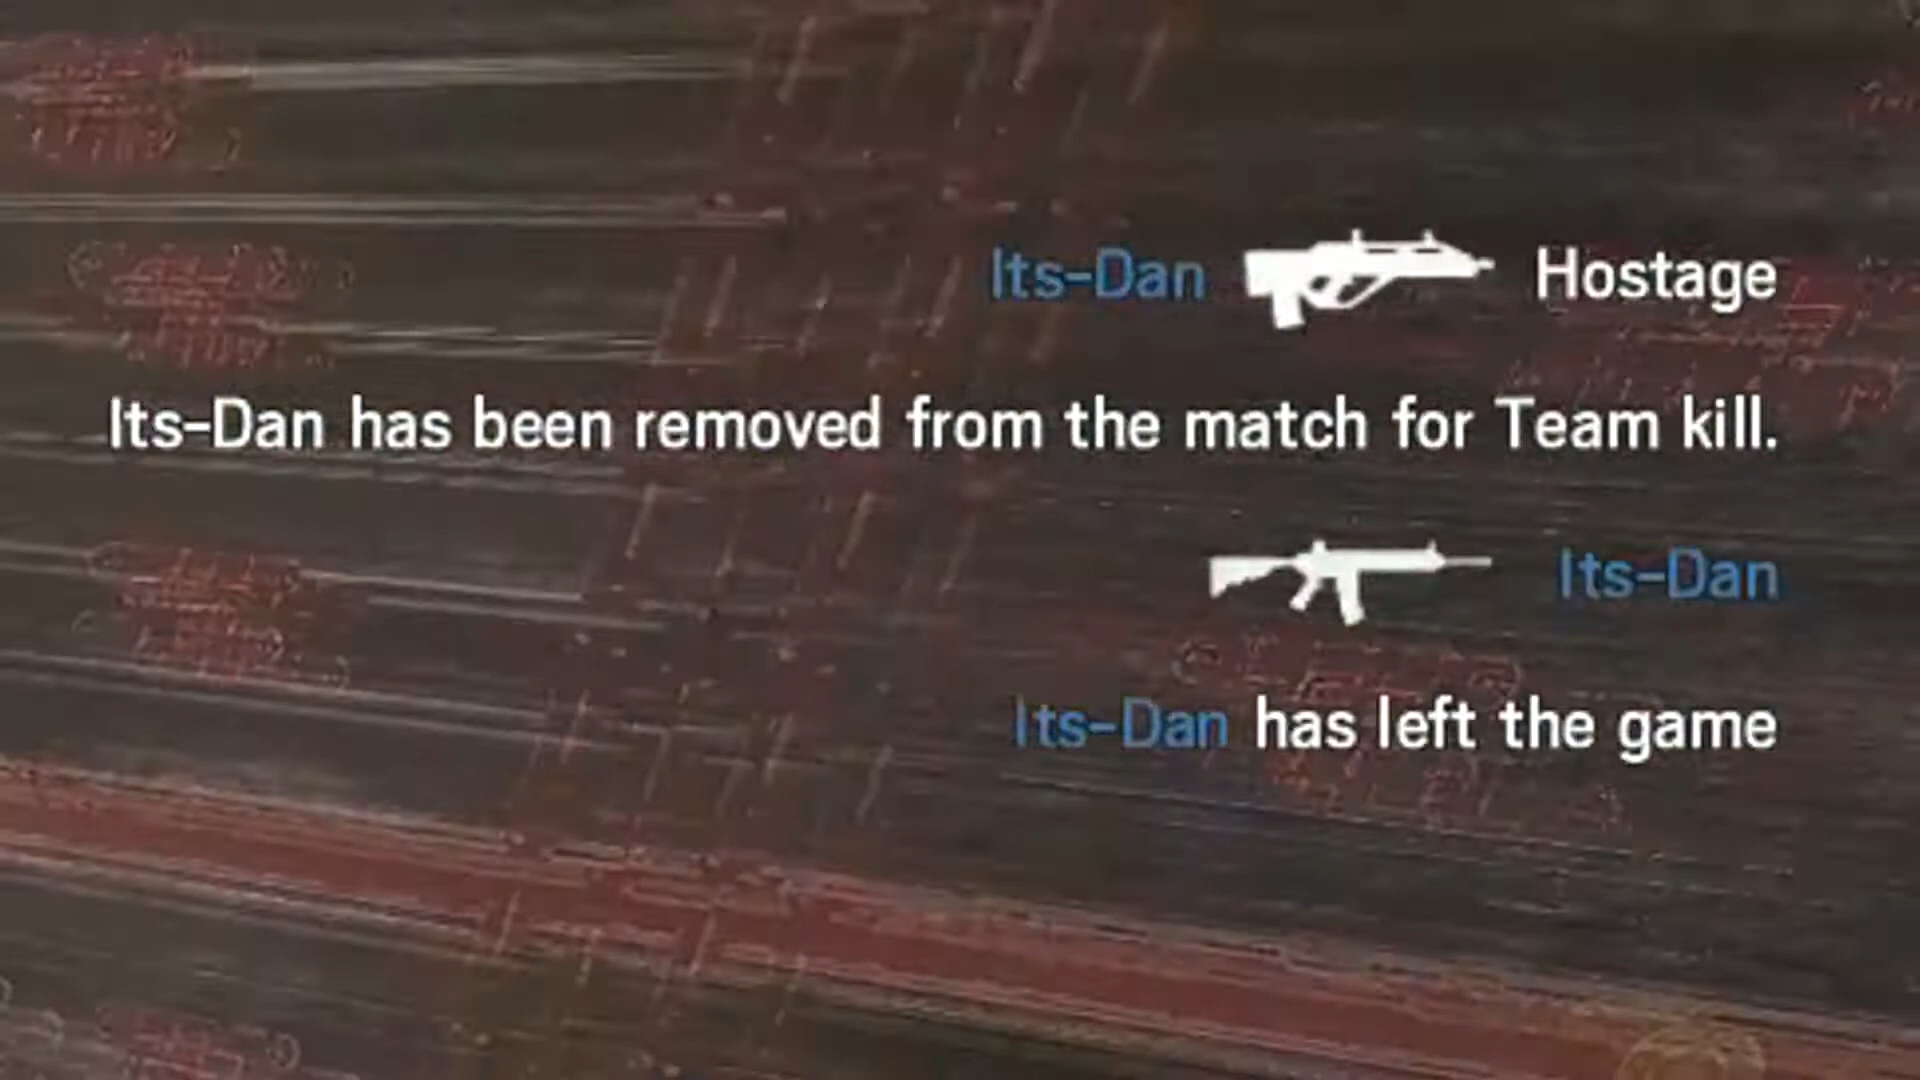 Its-Dan Hostage
Its-Dan has been removed from the match for Team kill.
Its-Dan
Its-Dan has left the game